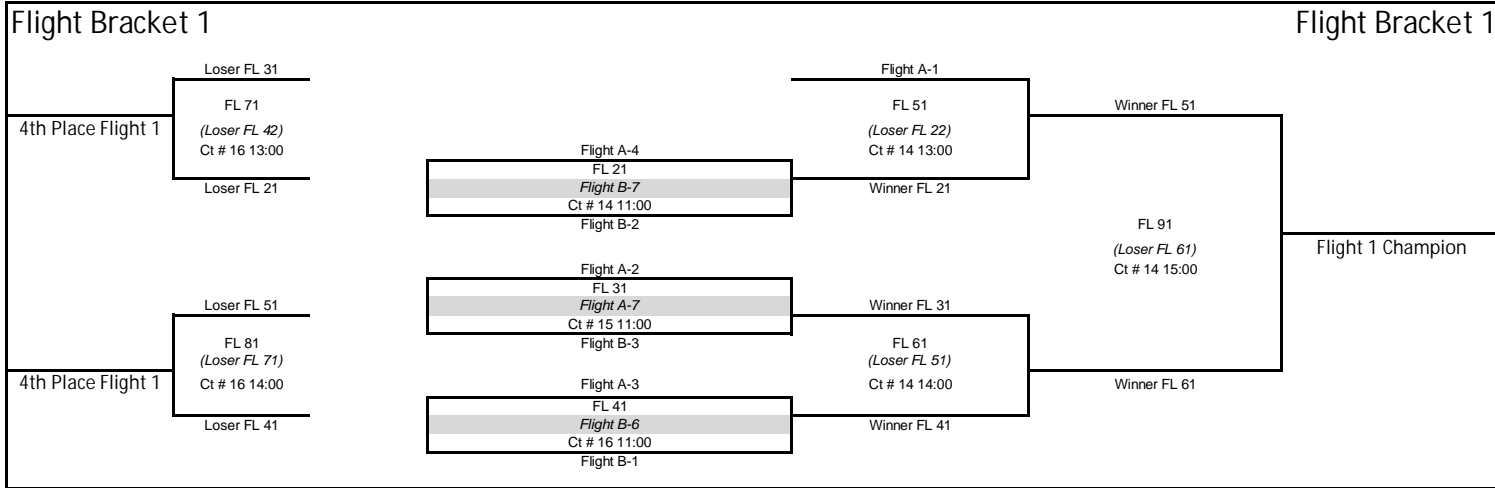 Flight Bracket 1
Flight Bracket 1
Loser FL 31
FL 71
(Loser FL 42)
Ct # 16 13:00
Loser FL 21
4th Place Flight 1
Loser FL 51
FL 81
(Loser FL 71)
Ct # 16 14:00
Loser FL 41
4th Place Flight 1
Flight A-4
FL 21
Flight B-7
Ct # 14 11:00
Flight B-2
Flight A-2
FL 31
Flight A-7
Ct # 15 11:00
Flight B-3
Flight A-3
FL 41
Flight B-6
Ct # 16 11:00
Flight B-1
Flight A-1
FL 51
(Loser FL 22)
Ct # 14 13:00
Winner FL 21
Winner FL 31
FL 61
(Loser FL 51)
Ct # 14 14:00
Winner FL 41
Winner FL 51
FL 91
(Loser FL 61)
Ct # 14 15:00
Winner FL 61
Flight 1 Champion